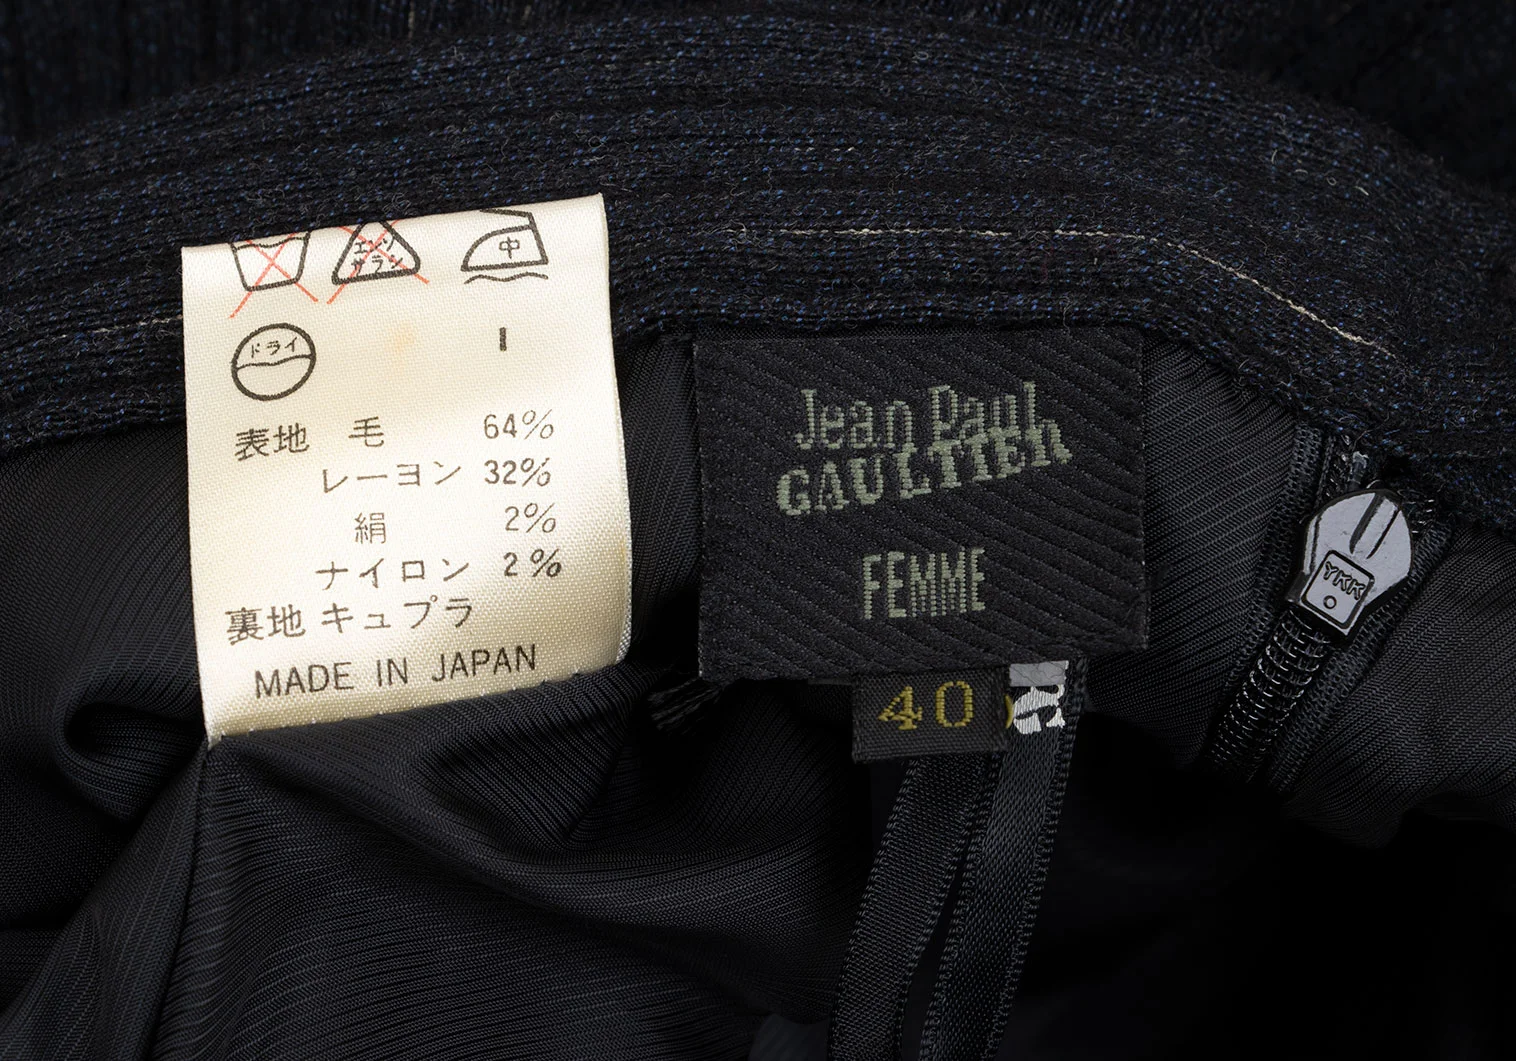 エンソ
サラシ
中
ドライ
I
表地 毛 64%
レーヨン 32%
絹 2%
ナイロン 2%
裏地 キュプラ
MADE IN JAPAN
Jean Paul
GAULTIER
FEMME
40
YKK